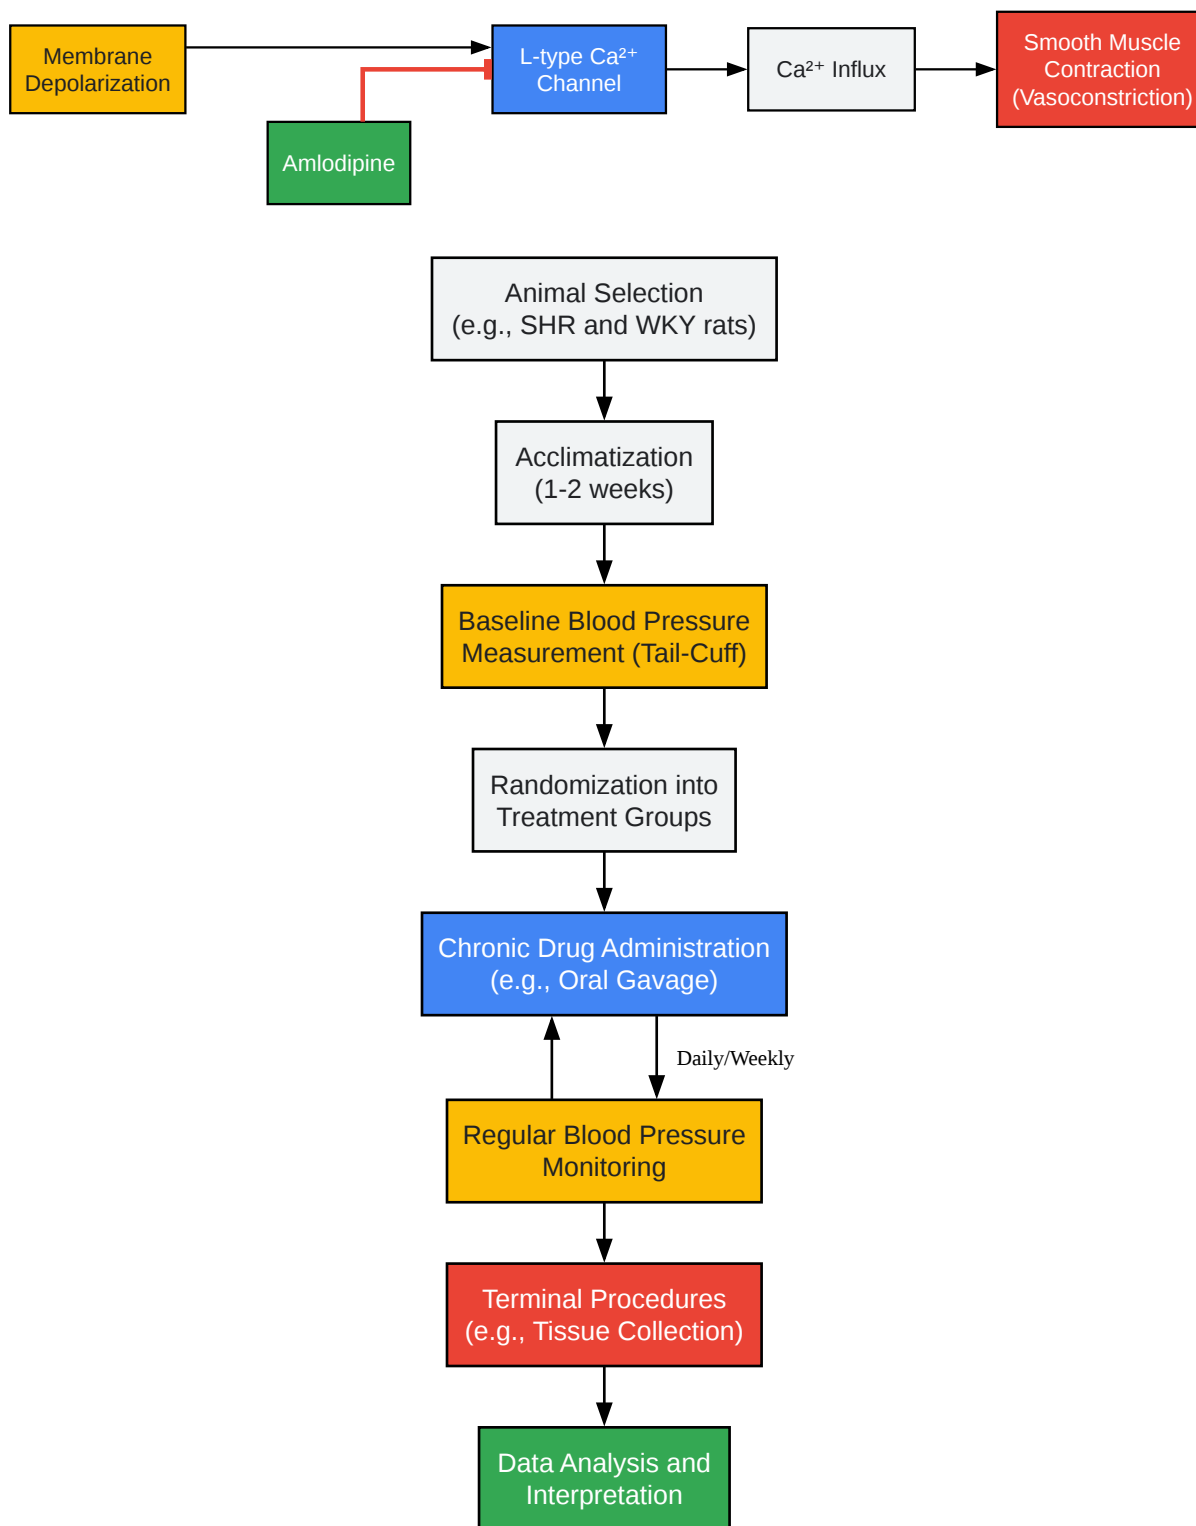 Membrane
Depolarization
L-type Ca²⁺
Channel
Ca²⁺ Influx
Smooth Muscle
Contraction
(Vasoconstriction)
Amlodipine
Animal Selection
(e.g., SHR and WKY rats)
Acclimatization
(1-2 weeks)
Baseline Blood Pressure
Measurement (Tail-Cuff)
Randomization into
Treatment Groups
Chronic Drug Administration
(e.g., Oral Gavage)
Daily/Weekly
Regular Blood Pressure
Monitoring
Terminal Procedures
(e.g., Tissue Collection)
Data Analysis and
Interpretation